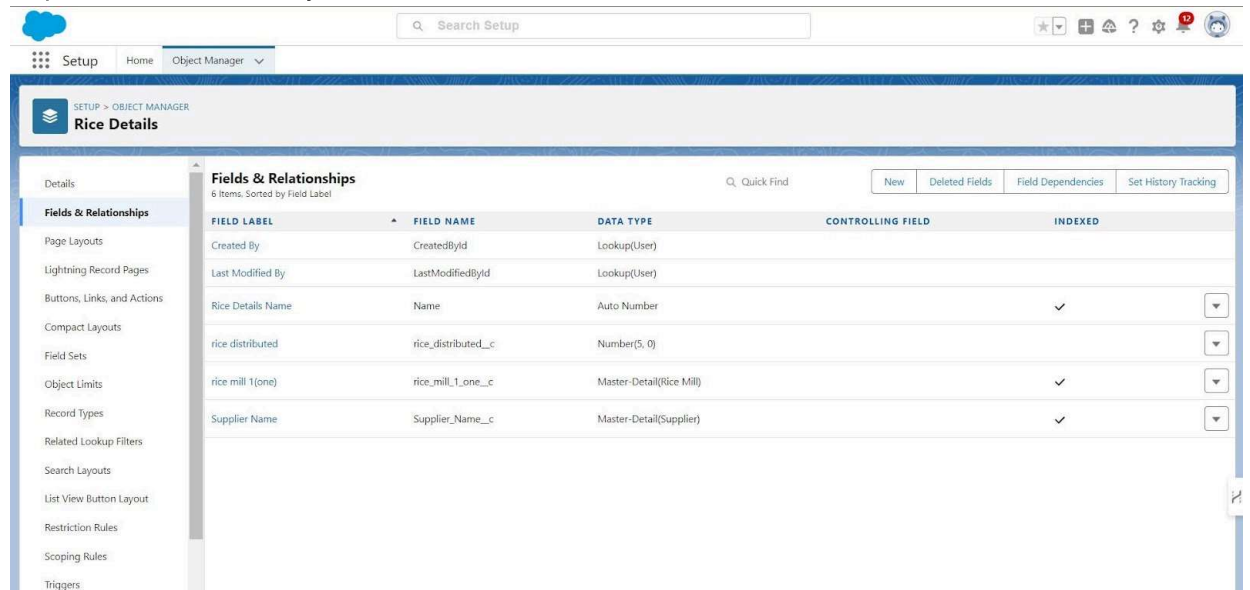 Search Setup
12
Setup Home Object Manager
SETUP > OBJECT MANAGER
Rice Details
Details
Fields & Relationships
Page Layouts
Lightning Record Pages
Buttons, Links, and Actions
Compact Layouts
Field Sets
Object Limits
Record Types
Related Lookup Filters
Search Layouts
List View Button Layout
Restriction Rules
Scoping Rules
Triggers
Fields & Relationships
6 Items, Sorted by Field Label
Quick Find New Deleted Fields Field Dependencies Set History Tracking
FIELD LABEL FIELD NAME DATA TYPE CONTROLLING FIELD INDEXED
Created By CreatedById Lookup(User)
Last Modified By LastModifiedById Lookup(User)
Rice Details Name Name Auto Number
rice distributed rice_distributed__c Number(5, 0)
rice mill 1(one) rice_mill_1_one__c Master-Detail(Rice Mill)
Supplier Name Supplier_Name__c Master-Detail(Supplier)